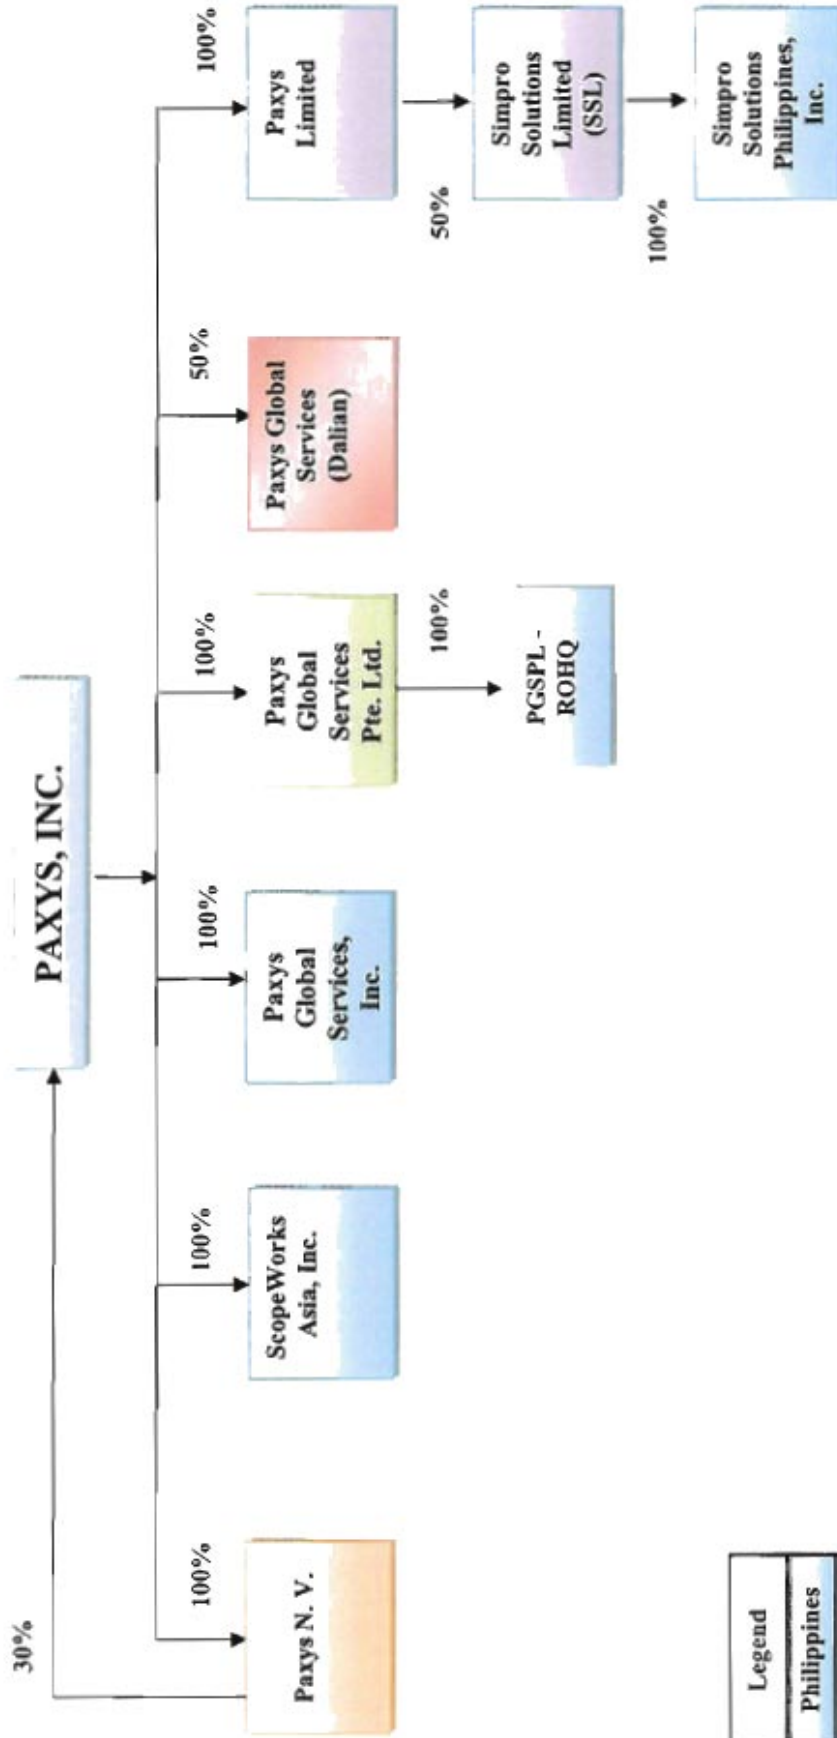 30%
PAXYS, INC.
100%
100%
100%
100%
50%
100%
Paxys N. V.
ScopeWorks
Asia, Inc.
Paxys
Global
Services,
Inc.
Paxys
Global
Services
Pte. Ltd.
Paxys Global
Services
(Dalian)
Paxys
Limited
100%
50%
PGSPL -
ROHQ
Simpro
Solutions
Limited
(SSL)
100%
Simpro
Solutions
Philippines,
Inc.
Legend
Philippines